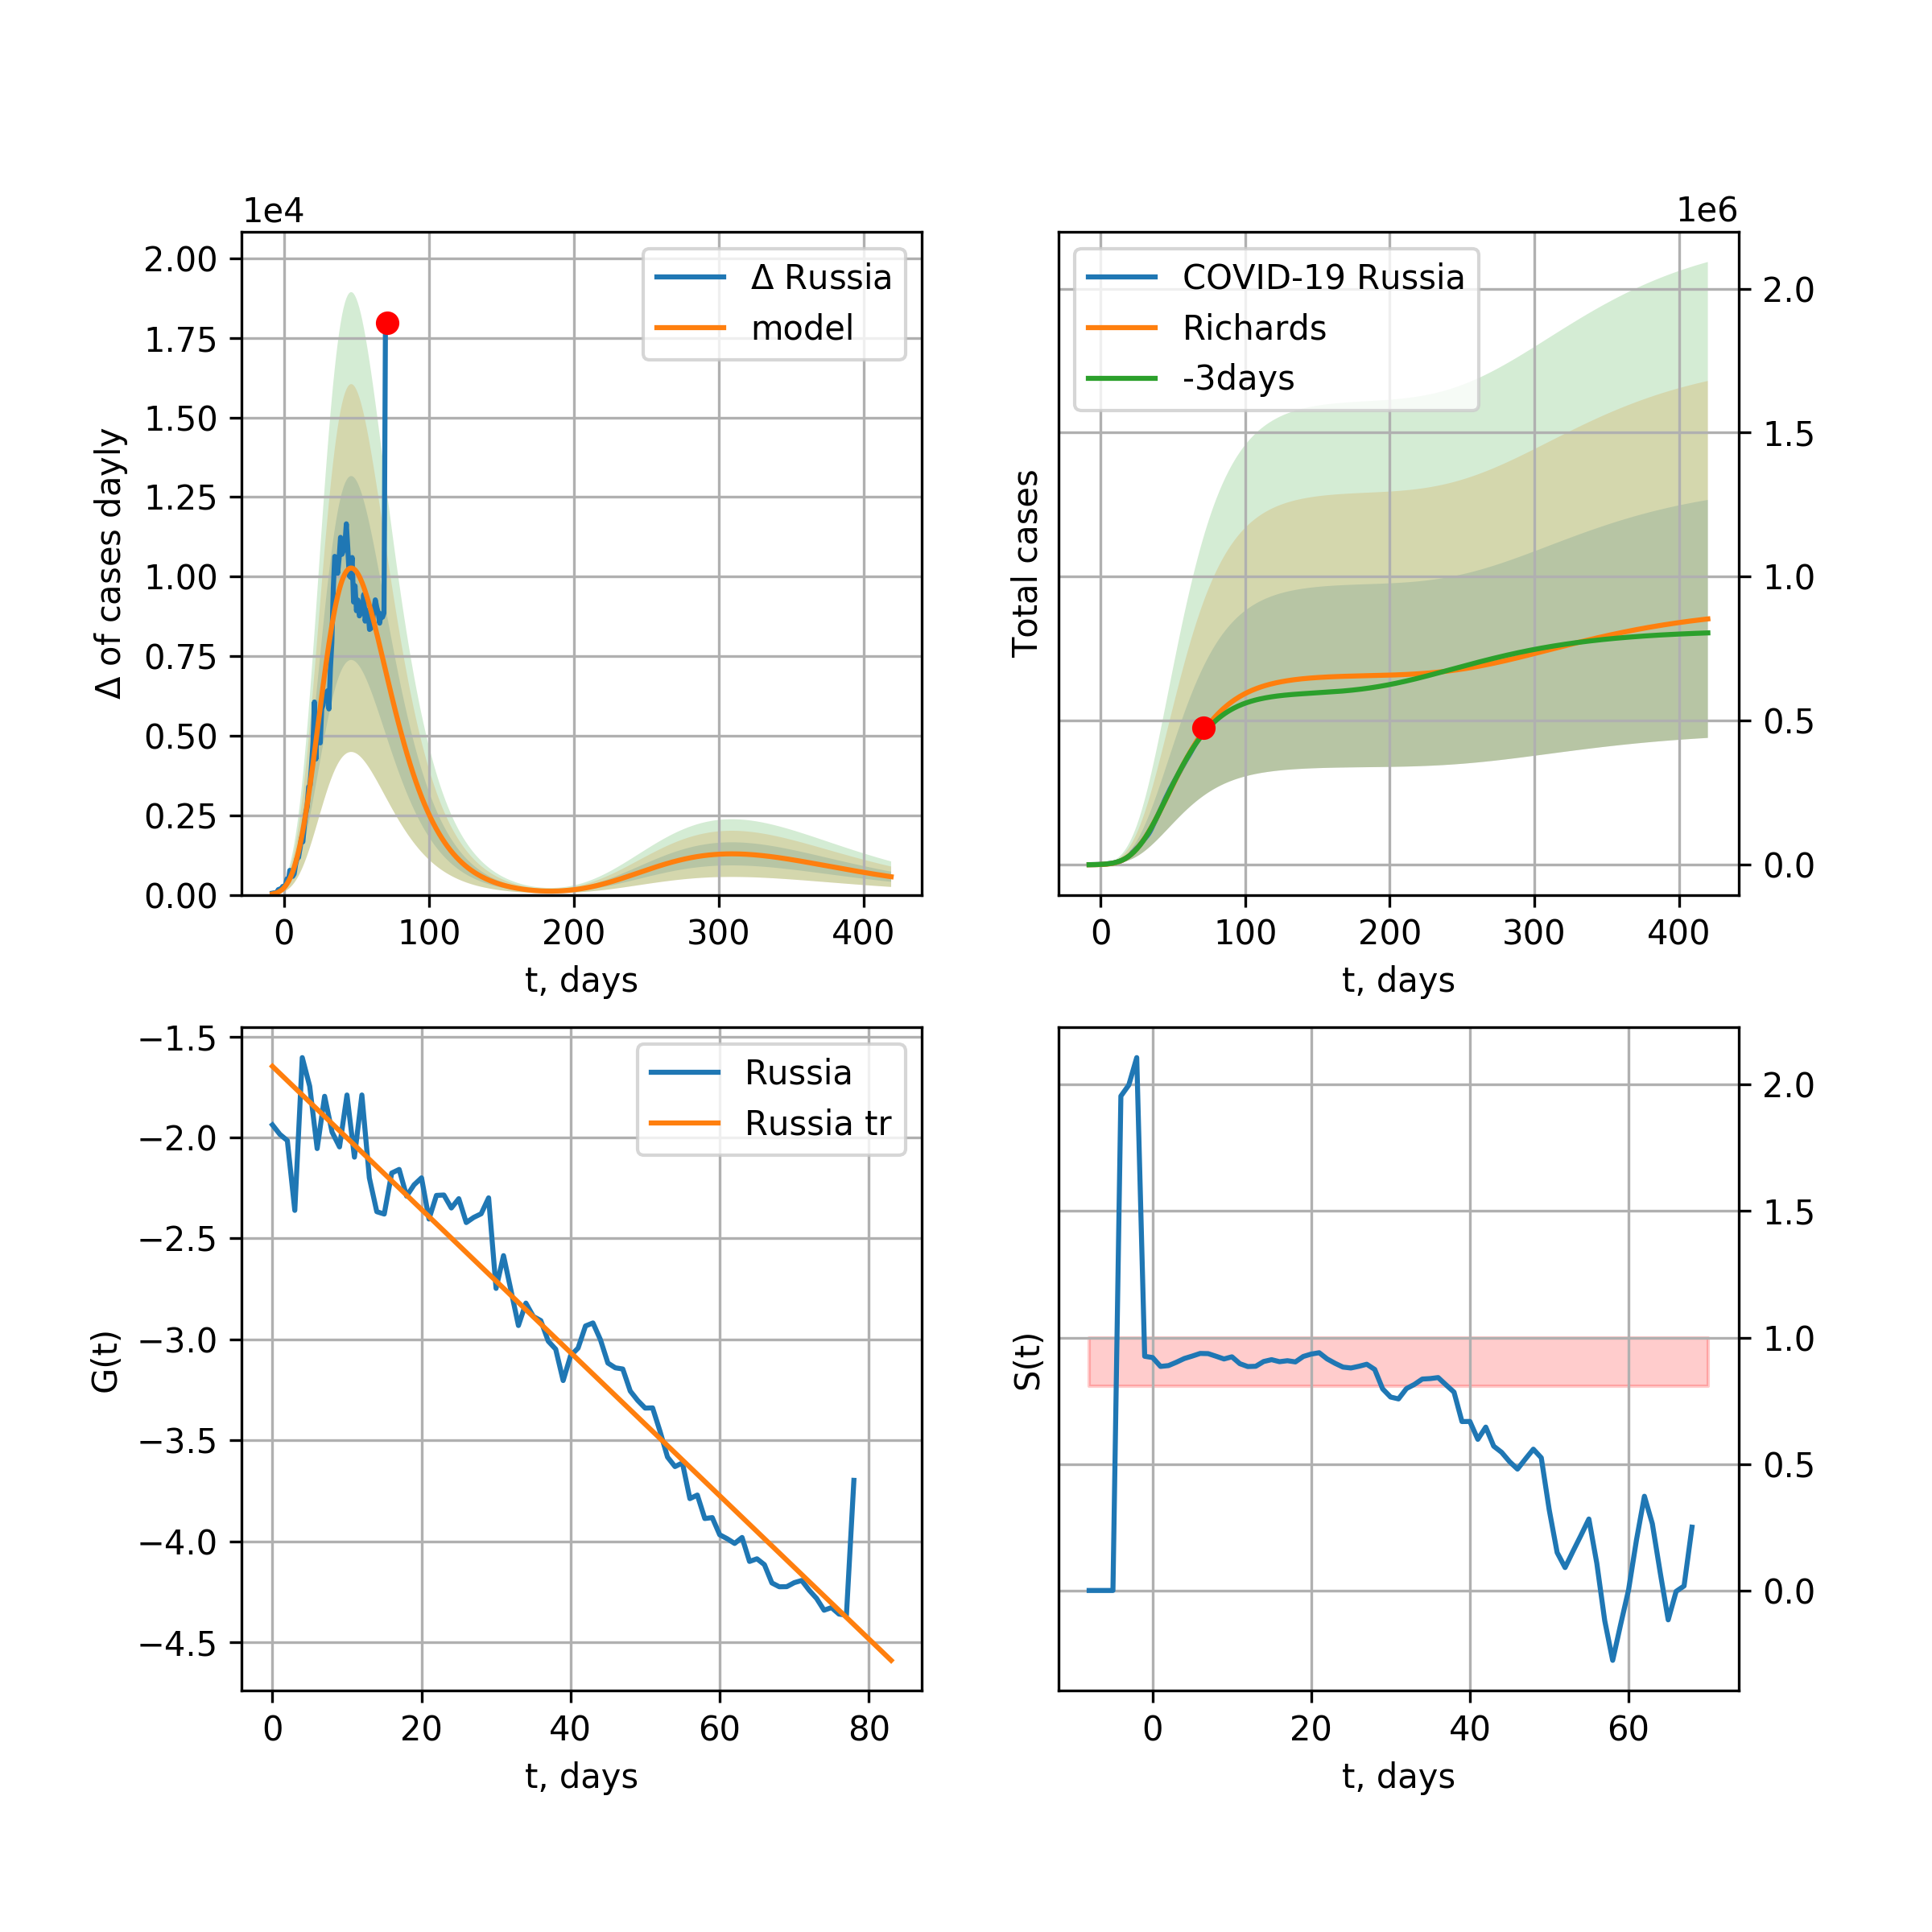 1e4
2.00
1.75
1.50
1.25
1.00
0.75
0.50
0.25
0.00
Δ of cases dayly
Δ Russia
model
0 100 200 300 400
t, days
1e6
COVID-19 Russia
Richards
-3days
Total cases
2.0
1.5
1.0
0.5
0.0
0 100 200 300 400
t, days
−1.5
−2.0
−2.5
−3.0
−3.5
−4.0
−4.5
G(t)
Russia
Russia tr
0 20 40 60 80
t, days
S(t)
2.0
1.5
1.0
0.5
0.0
0 20 40 60
t, days